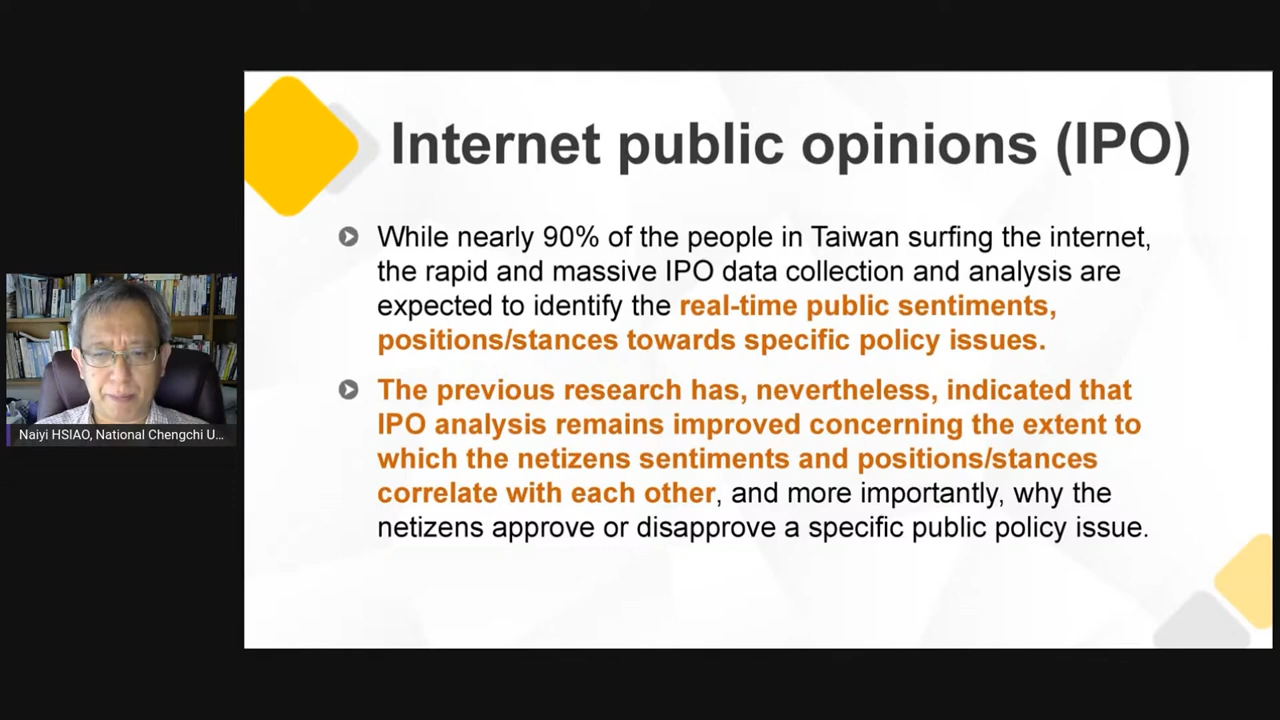 Internet public opinions (IPO)
While nearly 90% of the people in Taiwan surfing the internet,
the rapid and massive IPO data collection and analysis are
expected to identify the real-time public sentiments,
positions/stances towards specific policy issues.
The previous research has, nevertheless, indicated that
IPO analysis remains improved concerning the extent to
which the netizens sentiments and positions/stances
correlate with each other, and more importantly, why the
netizens approve or disapprove a specific public policy issue.
Naiyi HSIAO, National Chengchi U...